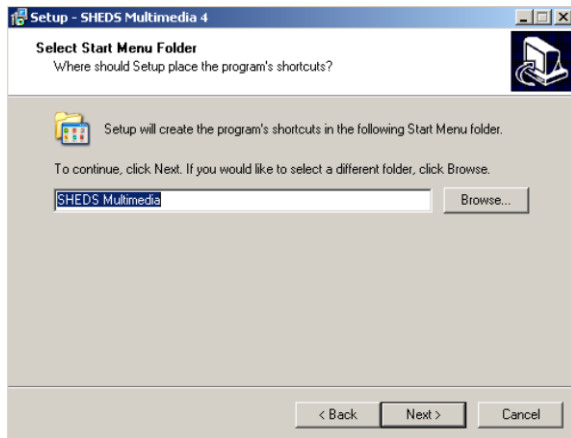 Setup - SHEDS Multimedia 4
Select Start Menu Folder
Where should Setup place the program's shortcuts?
Setup will create the program's shortcuts in the following Start Menu folder.
To continue, click Next. If you would like to select a different folder, click Browse.
SHEDS Multimedia
Browse...
< Back
Next >
Cancel